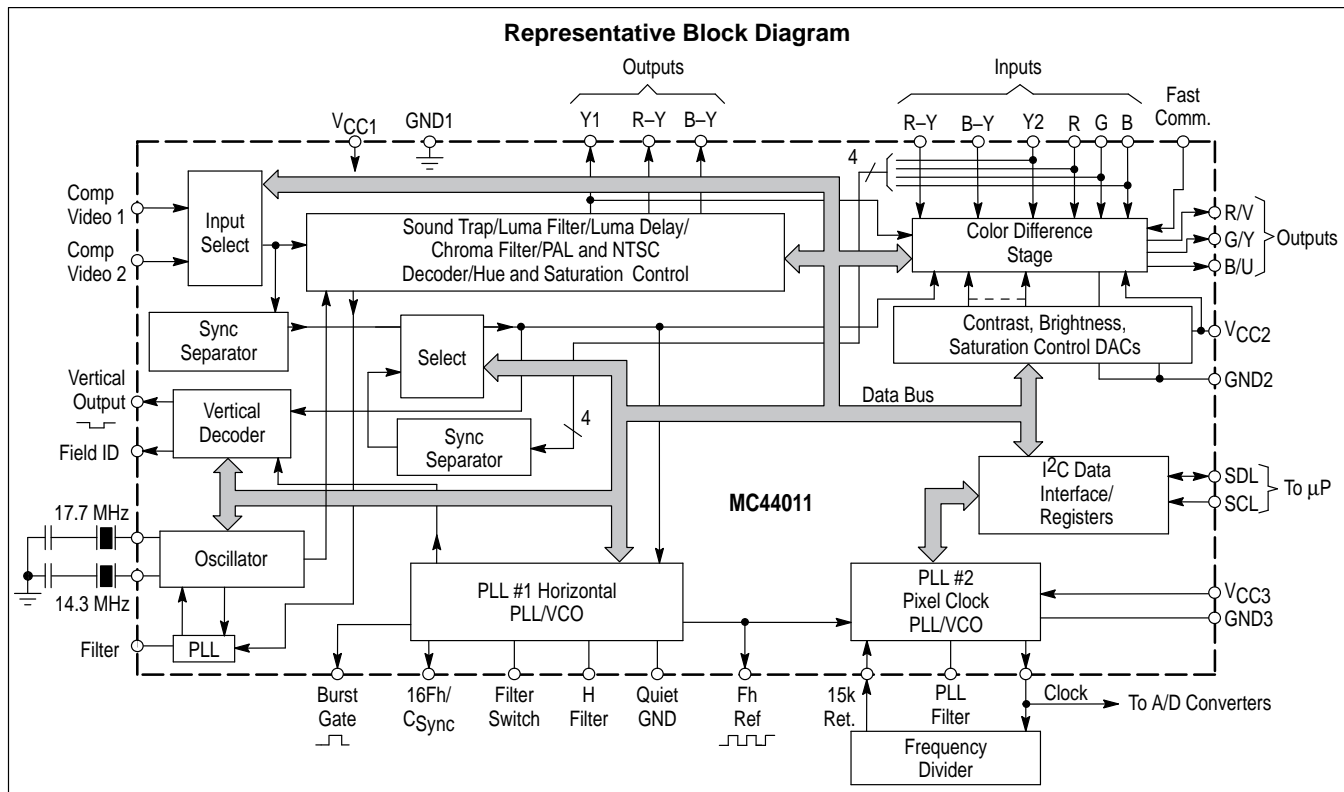 Representative Block Diagram
Outputs
Inputs
VCC1
GND1
Y1
R–Y
B–Y
R–Y
B–Y
Y2
R
G
B
Fast
Comm.
4
Comp
Video 1
Comp
Video 2
Input
Select
Sound Trap/Luma Filter/Luma Delay/
Chroma Filter/PAL and NTSC
Decoder/Hue and Saturation Control
Color Difference
Stage
R/V
G/Y
B/U
Outputs
Sync
Separator
Select
Contrast, Brightness,
Saturation Control DACs
VCC2
GND2
Vertical
Output
Field ID
Vertical
Decoder
Sync
Separator
4
Data Bus
I2C Data
Interface/
Registers
SDL
SCL
To µP
MC44011
17.7 MHz
14.3 MHz
Oscillator
Filter
PLL
PLL #1 Horizontal
PLL/VCO
PLL #2
Pixel Clock
PLL/VCO
VCC3
GND3
Burst
Gate
16Fh/
CSync
Filter
Switch
H
Filter
Quiet
GND
Fh
Ref
15k
Ret.
PLL
Filter
Clock
To A/D Converters
Frequency
Divider